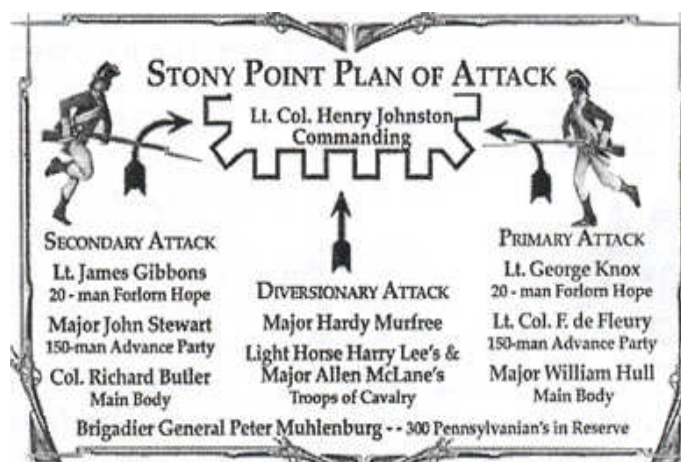 STONY POINT PLAN OF ATTACK
Lt. Col. Henry Johnston
Commanding
SECONDARY ATTACK
Lt. James Gibbons
20 - man Forlorn Hope
Major John Stewart
150-man Advance Party
Col. Richard Butler
Main Body
DIVERSIONARY ATTACK
Major Hardy Murfree
Light Horse Harry Lee's &
Major Allen McLane's
Troops of Cavalry
PRIMARY ATTACK
Lt. George Knox
20 - man Forlorn Hope
Lt. Col. F. de Fleury
150-man Advance Party
Major William Hull
Main Body
Brigadier General Peter Muhlenburg - - 300 Pennsylvanian's in Reserve